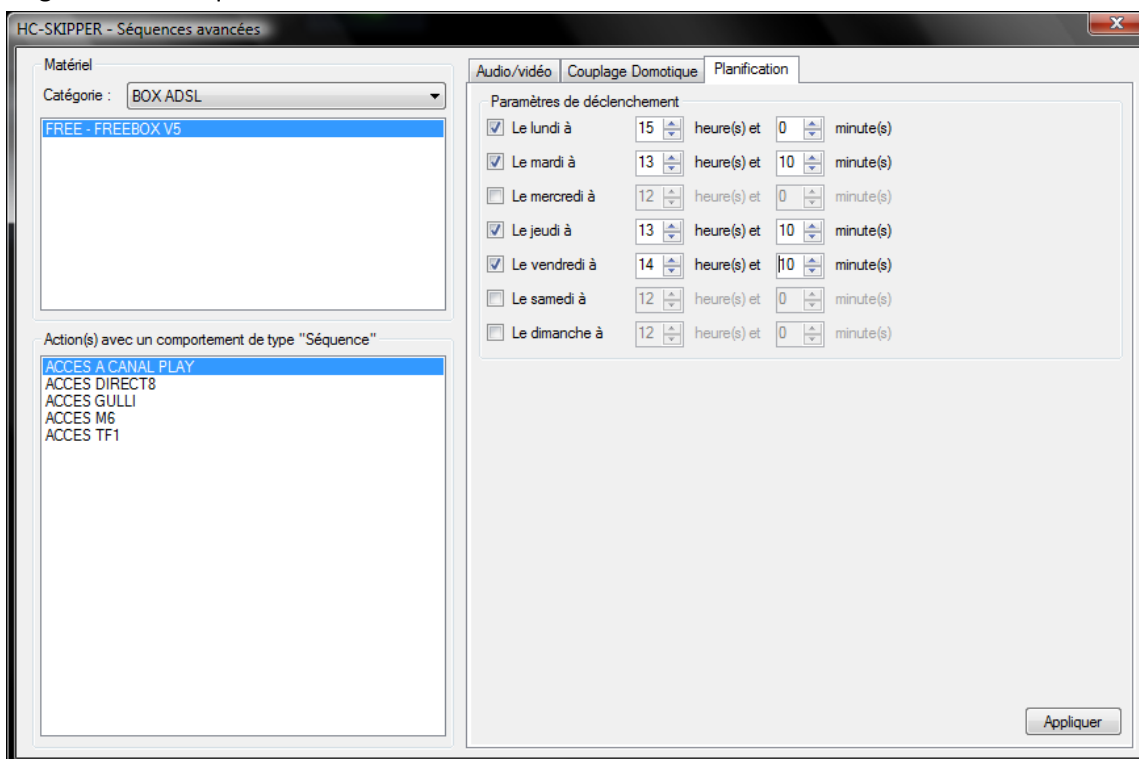 HC-SKIPPER - Séquences avancées
Matériel
Catégorie : BOX ADSL
FREE - FREEBOX V5
Action(s) avec un comportement de type "Séquence"
ACCES A CANAL PLAY
ACCES DIRECT8
ACCES GULLI
ACCES M6
ACCES TF1
Audio/vidéo Couplage Domotique Planification
Paramètres de déclenchement
Le lundi à 15 heure(s) et 0 minute(s)
Le mardi à 13 heure(s) et 10 minute(s)
Le mercredi à 12 heure(s) et 0 minute(s)
Le jeudi à 13 heure(s) et 10 minute(s)
Le vendredi à 14 heure(s) et 10 minute(s)
Le samedi à 12 heure(s) et 0 minute(s)
Le dimanche à 12 heure(s) et 0 minute(s)
Appliquer